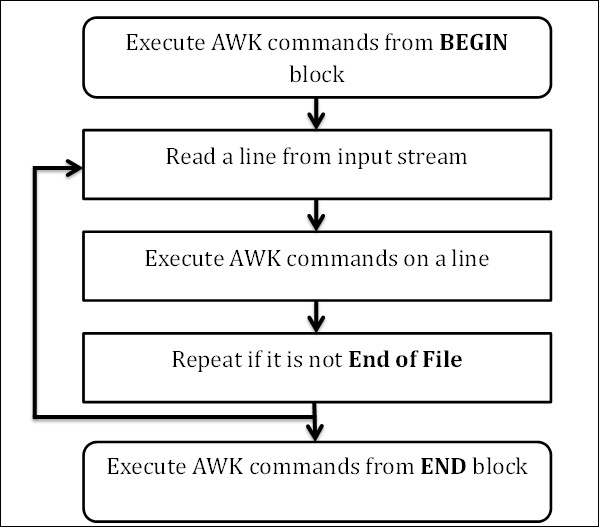 Execute AWK commands from BEGIN
block
Read a line from input stream
Execute AWK commands on a line
Repeat if it is not End of File
Execute AWK commands from END block